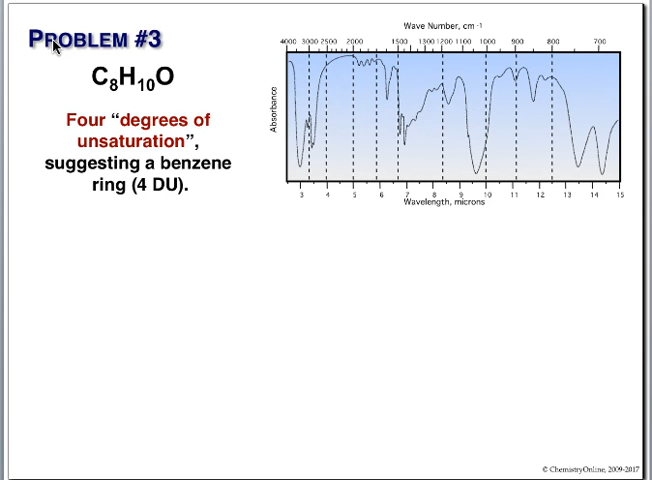 PROBLEM #3
C8H10O
Four “degrees of
unsaturation”,
suggesting a benzene
ring (4 DU).
Wave Number, cm -1
4000 3000 2500 2000 1500 1300 1200 1100 1000 900 800 700
Absorbance
3 4 5 6 7 8 9 10 11 12 13 14 15
Wavelength, microns
© ChemistryOnline, 2009-2017